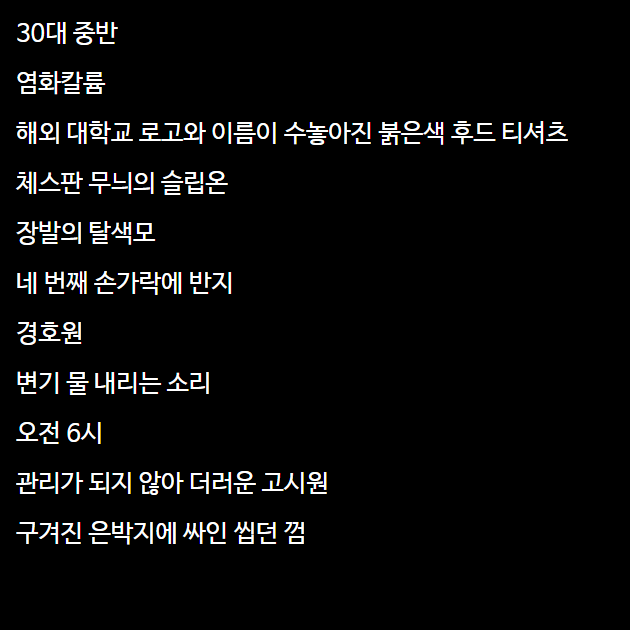 30대 중반
염화칼륨
해외 대학교 로고와 이름이 수놓아진 붉은색 후드 티셔츠
체스판 무늬의 슬립온
장발의 탈색모
네 번째 손가락에 반지
경호원
변기 물 내리는 소리
오전 6시
관리가 되지 않아 더러운 고시원
구겨진 은박지에 싸인 씹던 껌